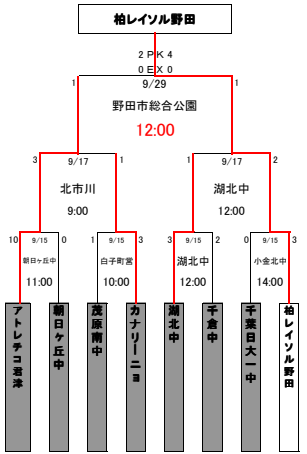 柏レイソル野田
2 PK 4
0 EX 0
1 9/29 1
野田市総合公園
12:00
3 9/17 1 1 9/17 2
北市川 湖北中
9:00 12:00
10 9/15 0 1 9/15 3 3 9/15 2 0 9/15 3
朝日ヶ丘中 白子町営 湖北中 小金北中
11:00 10:00 12:00 14:00
アトレチコ君津
朝日ヶ丘中
茂原南中
カナリーニョ
湖北中
千倉中
千葉日大一中
柏レイソル野田